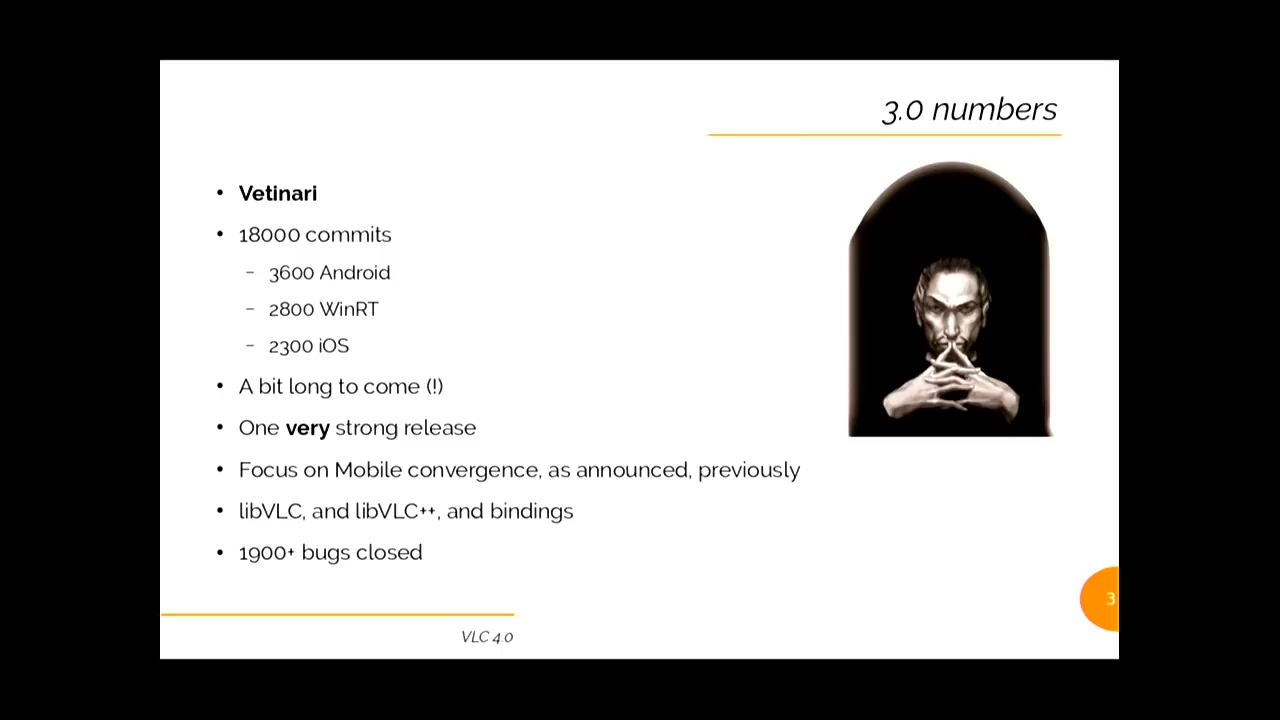 3.0 numbers
• Vetinari
• 18000 commits
– 3600 Android
– 2800 WinRT
– 2300 iOS
• A bit long to come (!)
• One very strong release
• Focus on Mobile convergence, as announced, previously
• libVLC, and libVLC++, and bindings
• 1900+ bugs closed
3
VLC 4.0